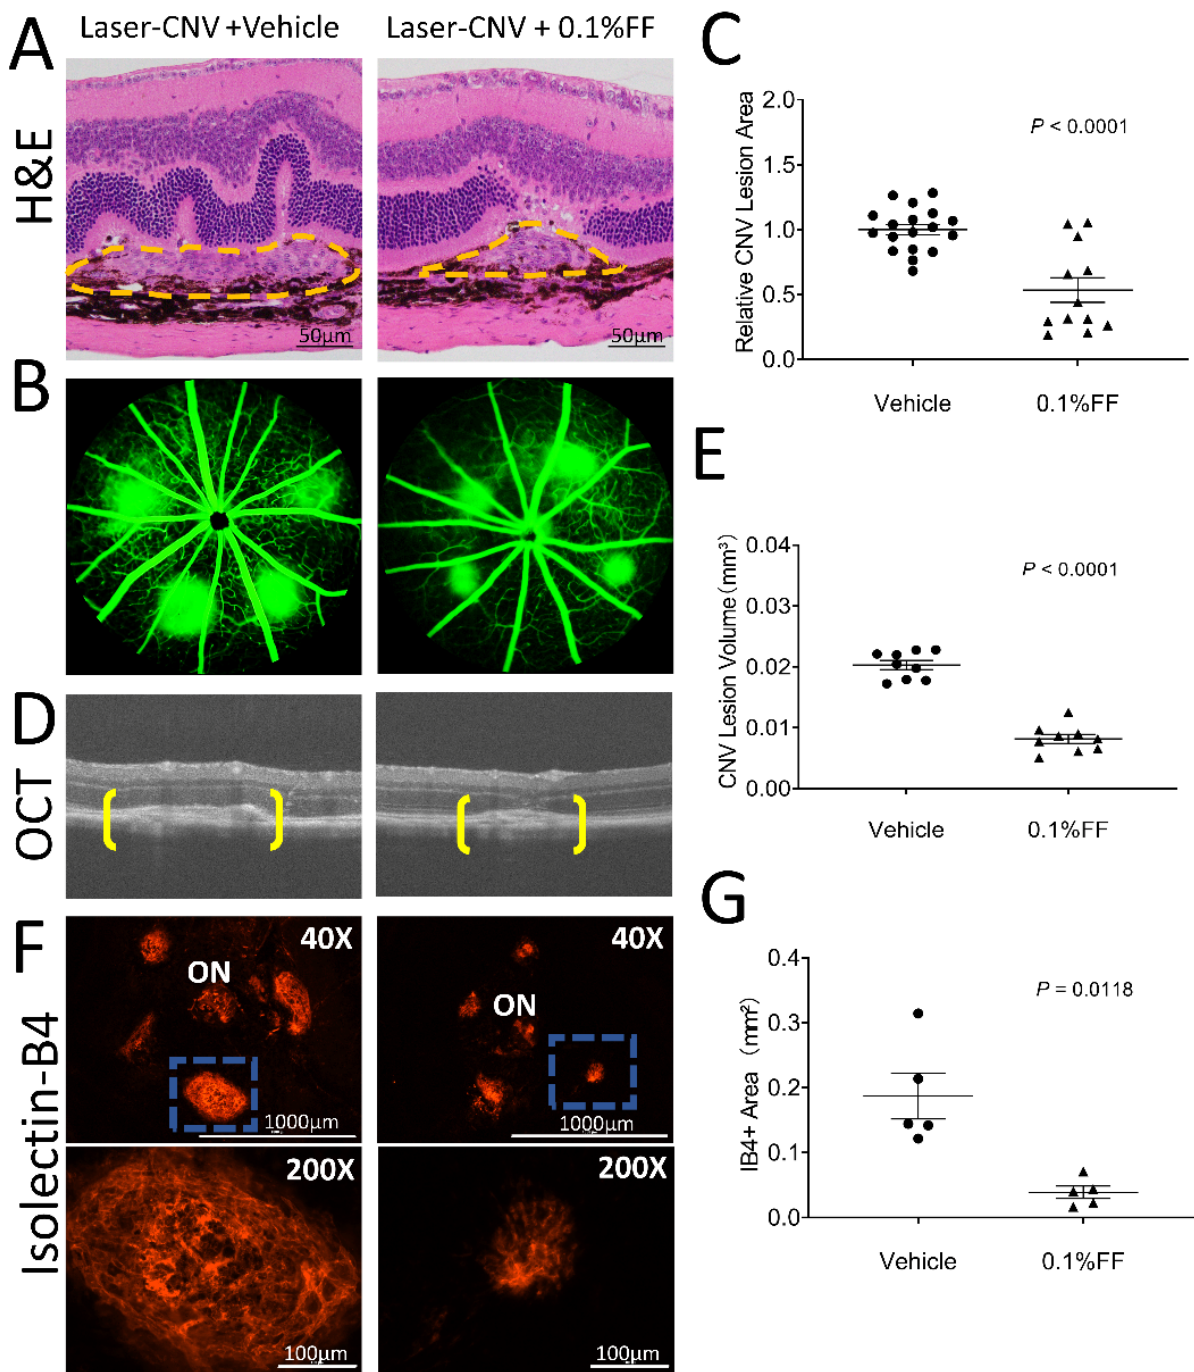 A
Laser-CNV +Vehicle
Laser-CNV + 0.1%FF
H&E
50µm
50µm
B
C
Relative CNV Lesion Area
2.0
1.5
1.0
0.5
0.0
P < 0.0001
Vehicle
0.1%FF
D
OCT
E
CNV Lesion Volume(mm³)
0.04
0.03
0.02
0.01
0.00
P < 0.0001
Vehicle
0.1%FF
F
Isolectin-B4
40X
ON
1000µm
40X
ON
1000µm
200X
100µm
200X
100µm
G
IB4+ Area (mm²)
0.4
0.3
0.2
0.1
0.0
P = 0.0118
Vehicle
0.1%FF